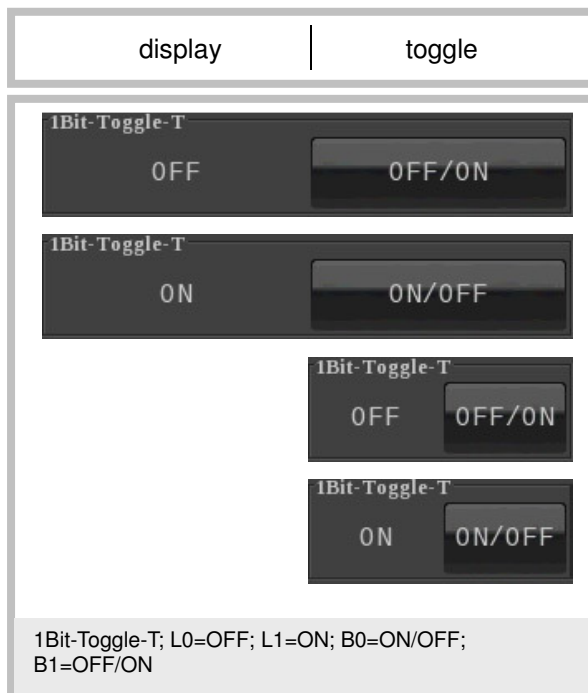 display toggle
1Bit-Toggle-T
OFF OFF/ON
1Bit-Toggle-T
ON ON/OFF
1Bit-Toggle-T
OFF OFF/ON
1Bit-Toggle-T
ON ON/OFF
1Bit-Toggle-T; L0=OFF; L1=ON; B0=ON/OFF;
B1=OFF/ON